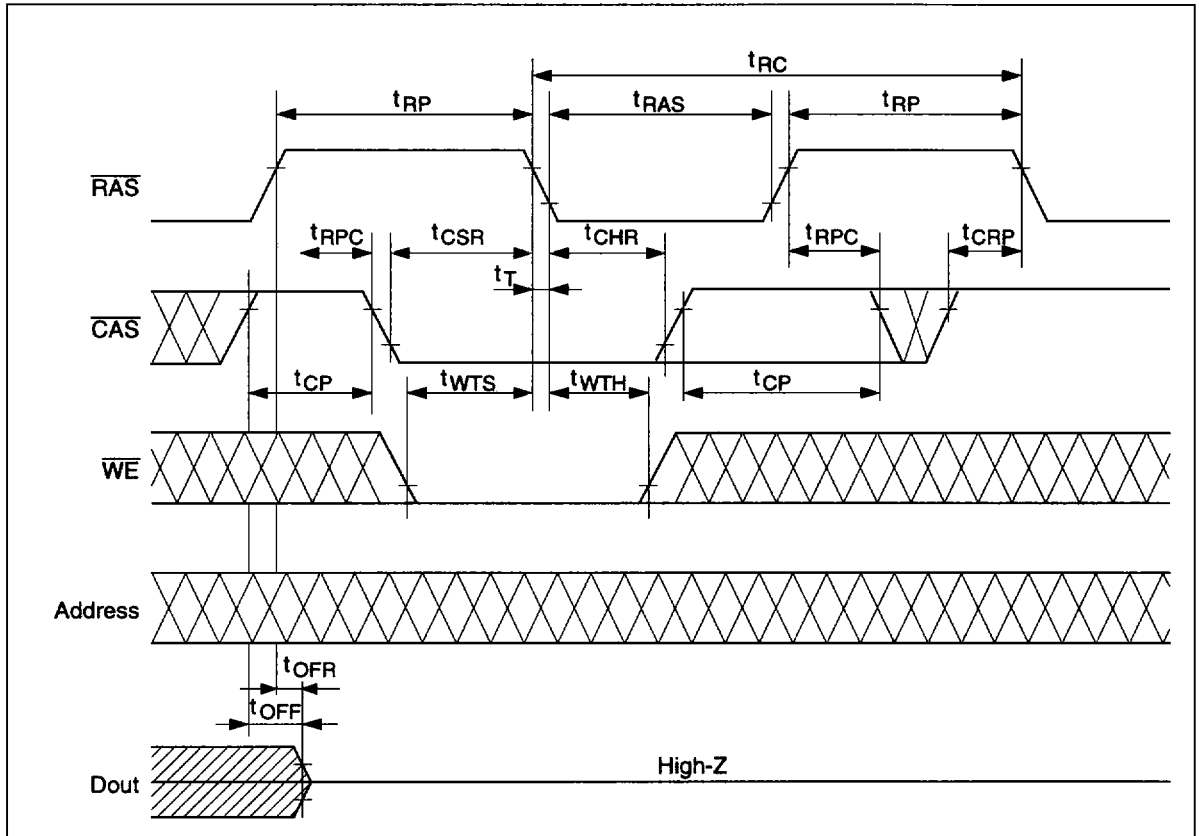 tRC
tRP tRAS tRP
RAS
tRPC tCSR tCHR tRPC tCRP
tT
CAS
tCP tWTS tWTH tCP
WE
Address
tOFR
tOFF
High-Z
Dout